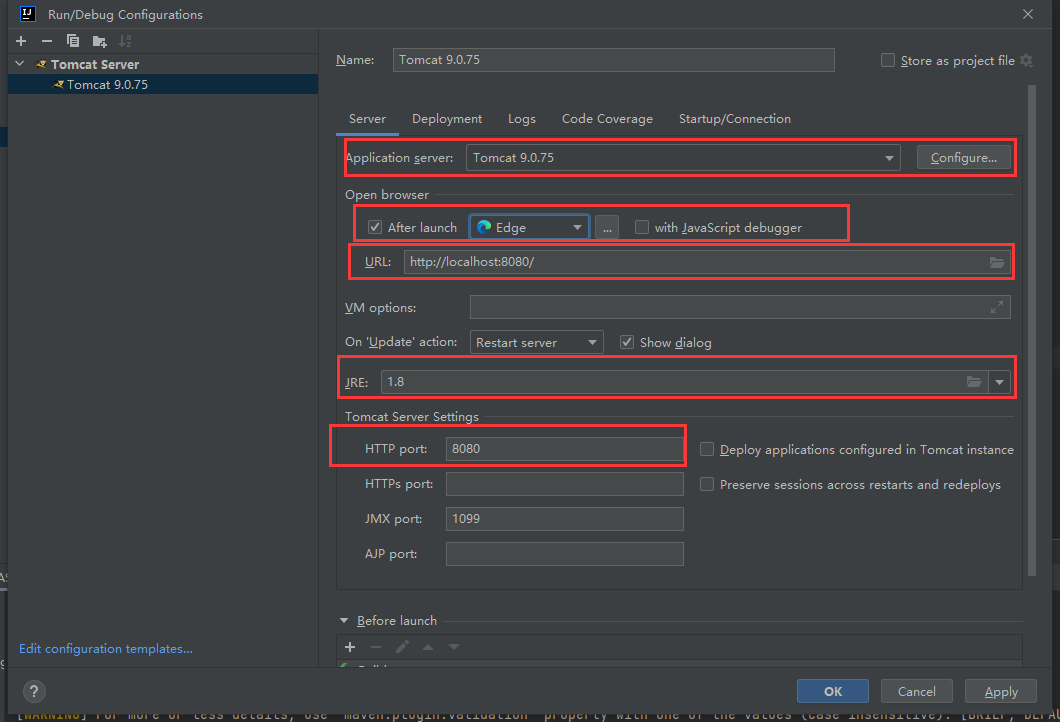 Run/Debug Configurations
Tomcat Server
Tomcat 9.0.75
Name: Tomcat 9.0.75 Store as project file
Server Deployment Logs Code Coverage Startup/Connection
Application server: Tomcat 9.0.75 Configure...
Open browser
After launch Edge ... with JavaScript debugger
URL: http://localhost:8080/
VM options:
On 'Update' action: Restart server Show dialog
JRE: 1.8
Tomcat Server Settings
HTTP port: 8080 Deploy applications configured in Tomcat instance
HTTPs port: Preserve sessions across restarts and redeploys
JMX port: 1099
AJP port:
Before launch
Edit configuration templates...
? OK Cancel Apply
[WARNING] For more or less details, use 'maven.plugin.validation' property with one of the values (case insensitive): [BRIEF, DEFA